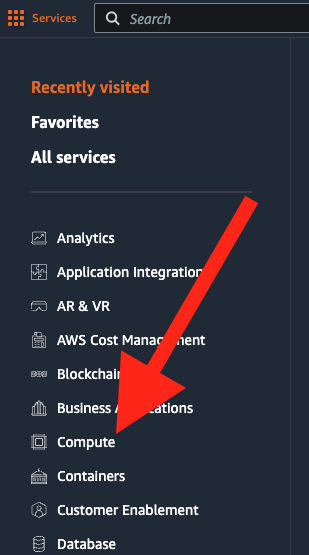 Services
Search
Recently visited
Favorites
All services
Analytics
Application Integration
AR & VR
AWS Cost Management
Blockchain
Business Applications
Compute
Containers
Customer Enablement
Database